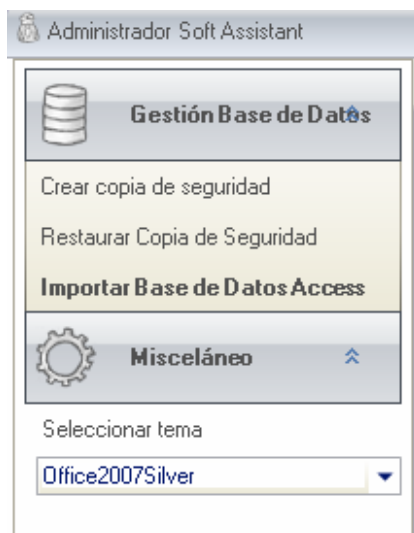 Administrador Soft Assistant
Gestión Base de Datos
Crear copia de seguridad
Restaurar Copia de Seguridad
Importar Base de Datos Access
Misceláneo
Seleccionar tema
Office2007Silver